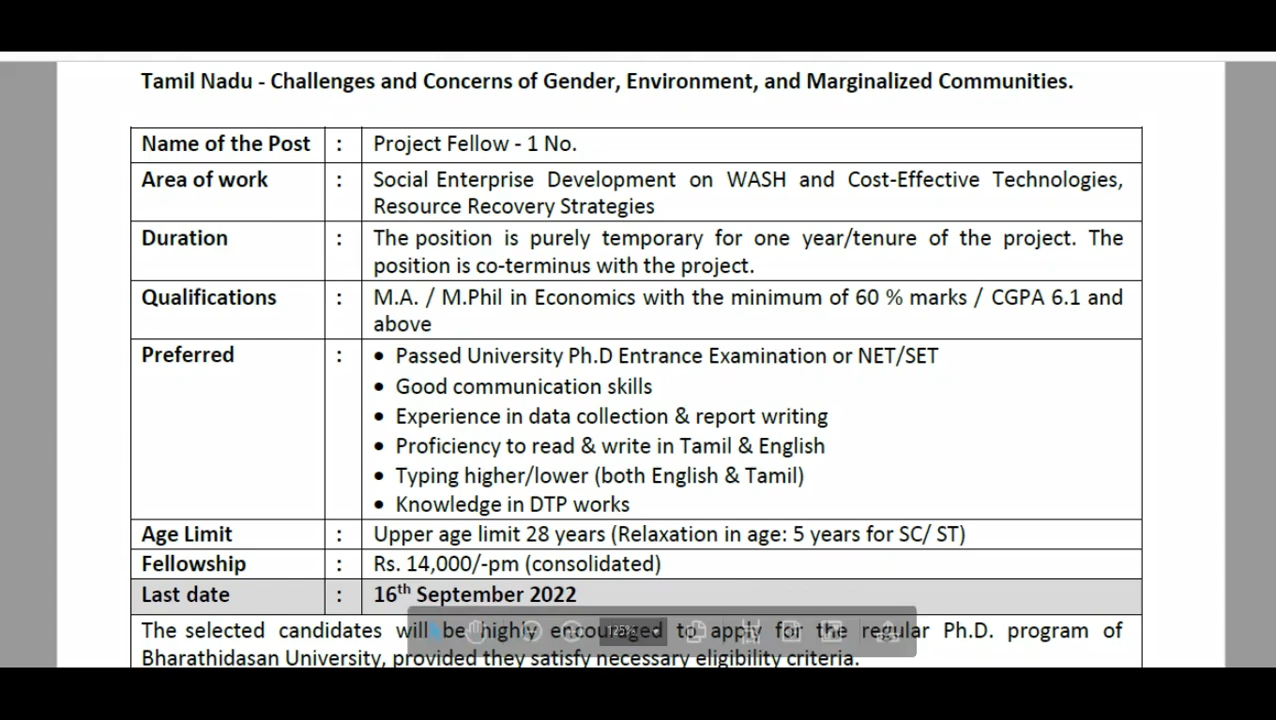 Tamil Nadu - Challenges and Concerns of Gender, Environment, and Marginalized Communities.
Name of the Post : Project Fellow - 1 No.
Area of work : Social Enterprise Development on WASH and Cost-Effective Technologies,
Resource Recovery Strategies
Duration : The position is purely temporary for one year/tenure of the project. The
position is co-terminus with the project.
Qualifications : M.A. / M.Phil in Economics with the minimum of 60 % marks / CGPA 6.1 and
above
Preferred : • Passed University Ph.D Entrance Examination or NET/SET
• Good communication skills
• Experience in data collection & report writing
• Proficiency to read & write in Tamil & English
• Typing higher/lower (both English & Tamil)
• Knowledge in DTP works
Age Limit : Upper age limit 28 years (Relaxation in age: 5 years for SC/ ST)
Fellowship : Rs. 14,000/-pm (consolidated)
Last date : 16th September 2022
The selected candidates will be highly encouraged to apply for the regular Ph.D. program of
125%
Bharathidasan University, provided they satisfy necessary eligibility criteria.